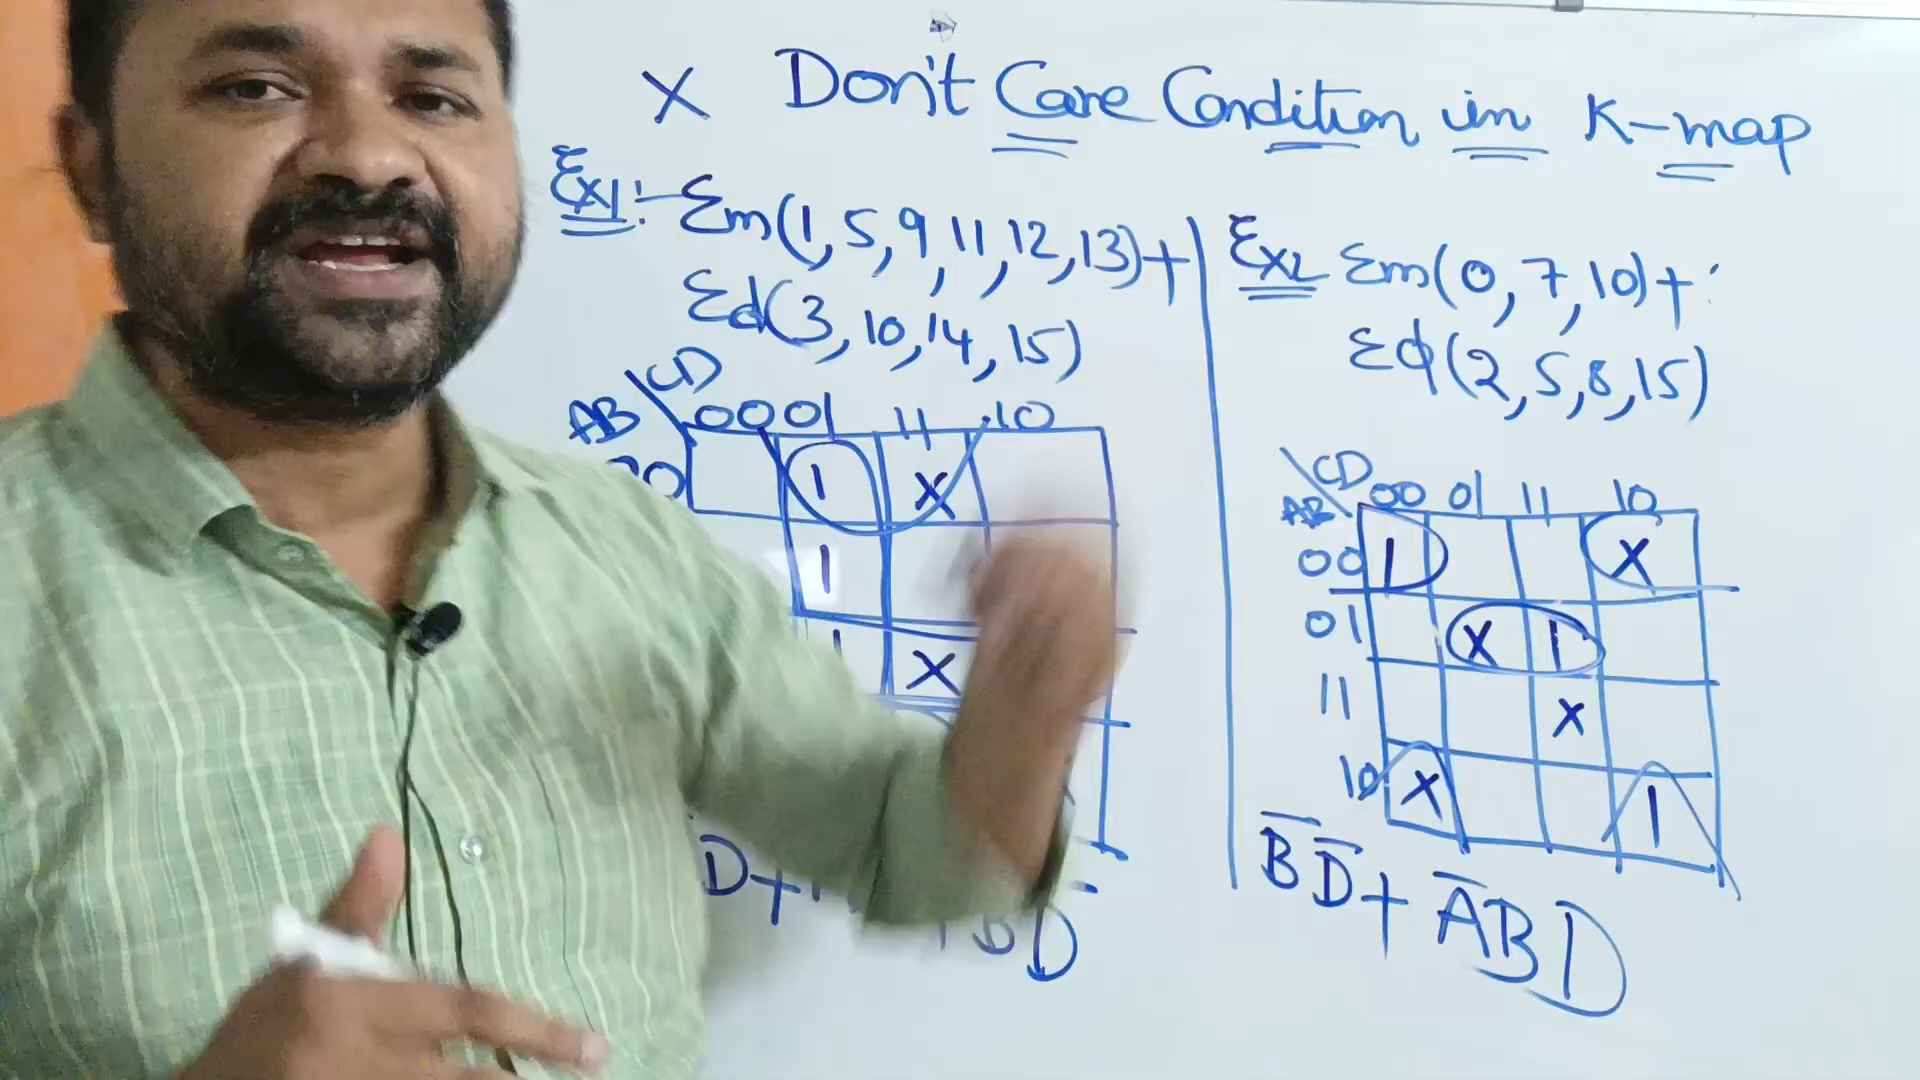 X Don't Care Condition in K-map
Ex1:- Σm(1,5,9,11,12,13)+
Σd(3,10,14,15)
CD
AB
00 01 11 10
1 X
1
1 X
Ex2 Σm(0,7,10)+
Σϕ(2,5,8,15)
CD
AB
00 01 11 10
00 1 X
01 X 1
11 X
10 X 1
B̅D̅+A̅BD